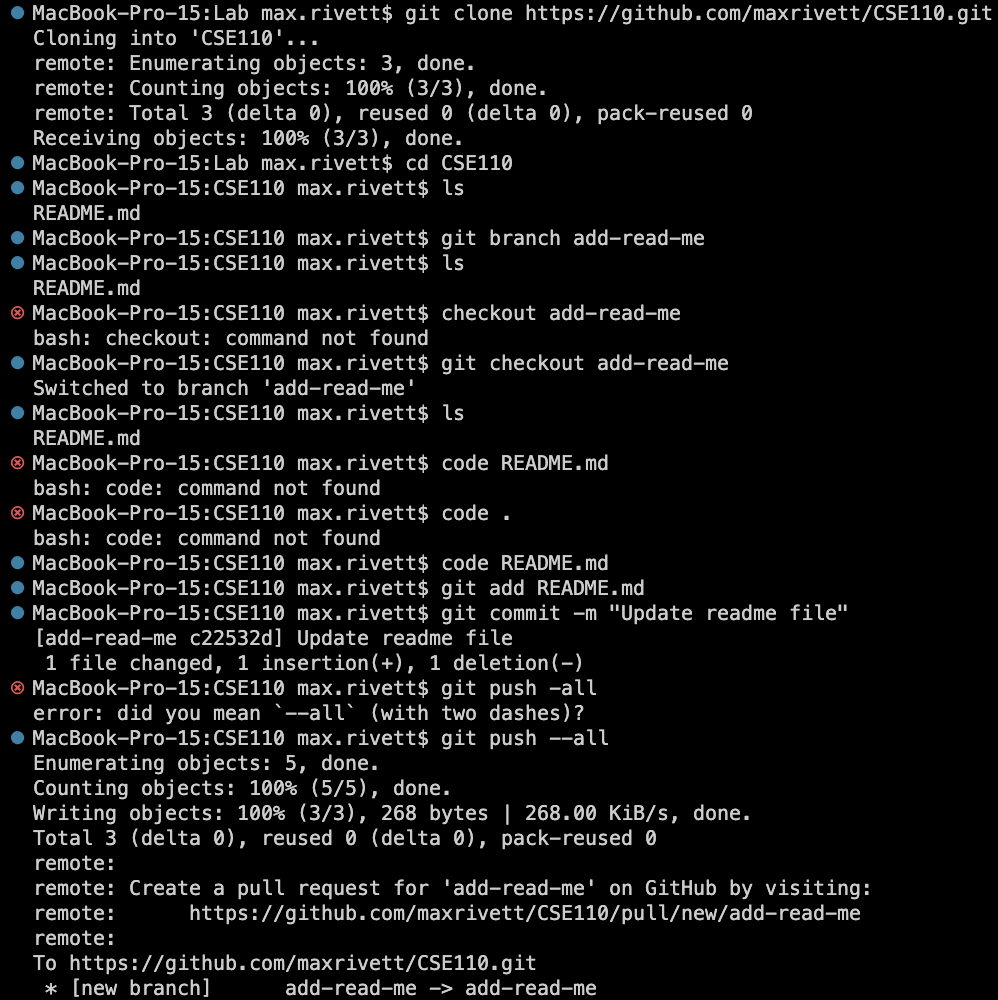 MacBook-Pro-15:Lab max.rivett$ git clone https://github.com/maxrivett/CSE110.git
Cloning into 'CSE110'...
remote: Enumerating objects: 3, done.
remote: Counting objects: 100% (3/3), done.
remote: Total 3 (delta 0), reused 0 (delta 0), pack-reused 0
Receiving objects: 100% (3/3), done.
MacBook-Pro-15:Lab max.rivett$ cd CSE110
MacBook-Pro-15:CSE110 max.rivett$ ls
README.md
MacBook-Pro-15:CSE110 max.rivett$ git branch add-read-me
MacBook-Pro-15:CSE110 max.rivett$ ls
README.md
MacBook-Pro-15:CSE110 max.rivett$ checkout add-read-me
bash: checkout: command not found
MacBook-Pro-15:CSE110 max.rivett$ git checkout add-read-me
Switched to branch 'add-read-me'
MacBook-Pro-15:CSE110 max.rivett$ ls
README.md
MacBook-Pro-15:CSE110 max.rivett$ code README.md
bash: code: command not found
MacBook-Pro-15:CSE110 max.rivett$ code .
bash: code: command not found
MacBook-Pro-15:CSE110 max.rivett$ code README.md
MacBook-Pro-15:CSE110 max.rivett$ git add README.md
MacBook-Pro-15:CSE110 max.rivett$ git commit -m "Update readme file"
[add-read-me c22532d] Update readme file
 1 file changed, 1 insertion(+), 1 deletion(-)
MacBook-Pro-15:CSE110 max.rivett$ git push -all
error: did you mean `--all` (with two dashes)?
MacBook-Pro-15:CSE110 max.rivett$ git push --all
Enumerating objects: 5, done.
Counting objects: 100% (5/5), done.
Writing objects: 100% (3/3), 268 bytes | 268.00 KiB/s, done.
Total 3 (delta 0), reused 0 (delta 0), pack-reused 0
remote:
remote: Create a pull request for 'add-read-me' on GitHub by visiting:
remote:      https://github.com/maxrivett/CSE110/pull/new/add-read-me
remote:
To https://github.com/maxrivett/CSE110.git
 * [new branch]      add-read-me -> add-read-me